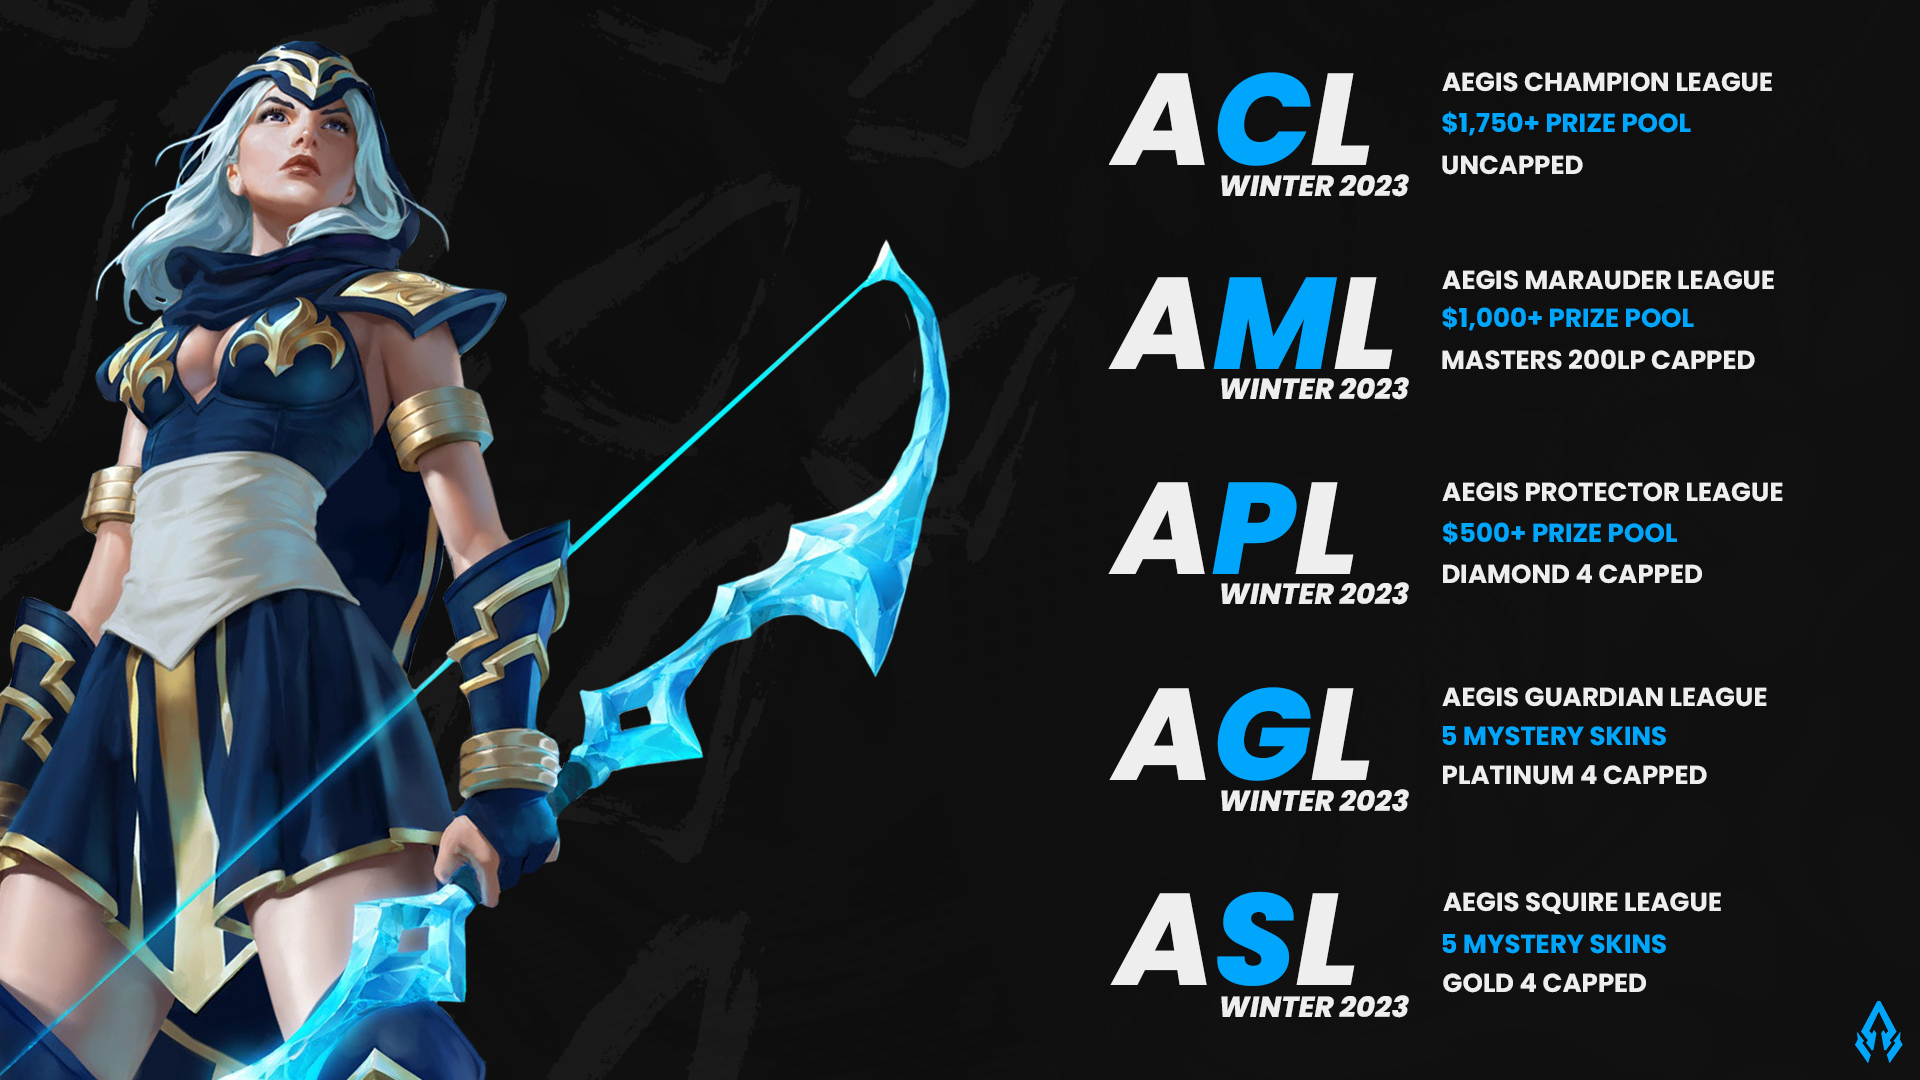 ACL
WINTER 2023
AEGIS CHAMPION LEAGUE
$1,750+ PRIZE POOL
UNCAPPED
AML
WINTER 2023
AEGIS MARAUDER LEAGUE
$1,000+ PRIZE POOL
MASTERS 200LP CAPPED
APL
WINTER 2023
AEGIS PROTECTOR LEAGUE
$500+ PRIZE POOL
DIAMOND 4 CAPPED
AGL
WINTER 2023
AEGIS GUARDIAN LEAGUE
5 MYSTERY SKINS
PLATINUM 4 CAPPED
ASL
WINTER 2023
AEGIS SQUIRE LEAGUE
5 MYSTERY SKINS
GOLD 4 CAPPED